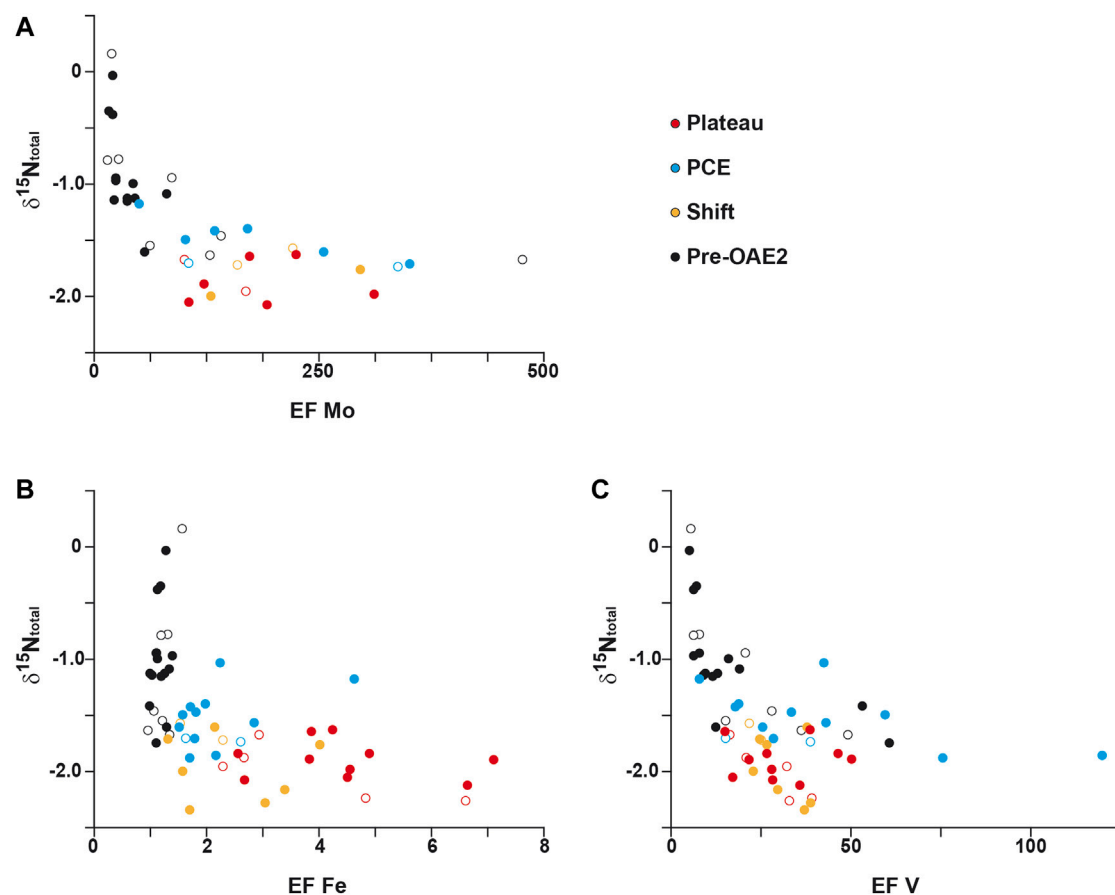 A
0
-1.0
-2.0
δ15Ntotal
0 250 500
EF Mo
Plateau
PCE
Shift
Pre-OAE2
B
0
-1.0
-2.0
δ15Ntotal
0 2 4 6 8
EF Fe
C
0
-1.0
-2.0
δ15Ntotal
0 50 100
EF V